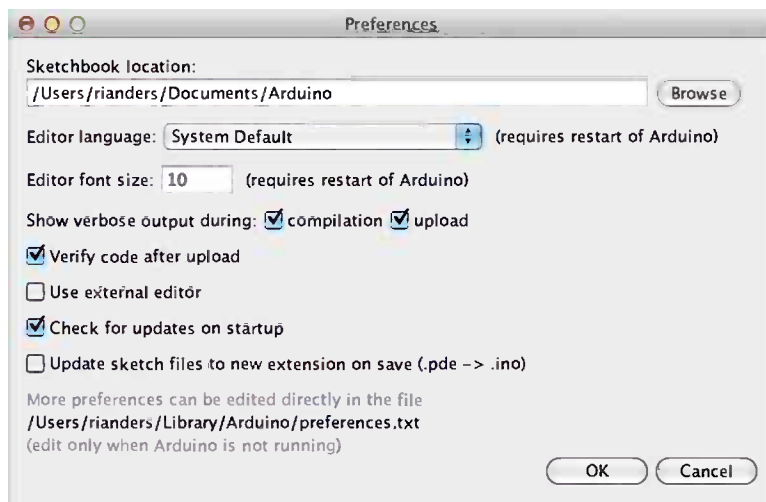 Preferences
Sketchbook location:
/Users/rianders/Documents/Arduino
Browse
Editor language: System Default (requires restart of Arduino)
Editor font size: 10 (requires restart of Arduino)
Show verbose output during: compilation upload
Verify code after upload
Use external editor
Check for updates on startup
Update sketch files to new extension on save (.pde -> .ino)
More preferences can be edited directly in the file
/Users/rianders/Library/Arduino/preferences.txt
(edit only when Arduino is not running)
OK Cancel